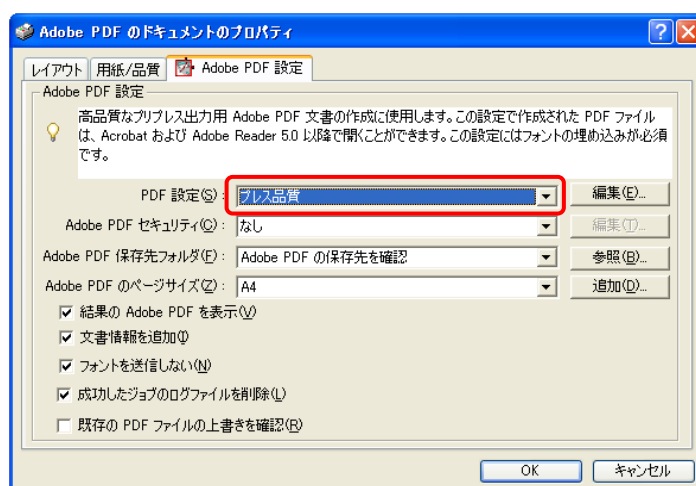 Adobe PDF のドキュメントのプロパティ
レイアウト 用紙/品質 Adobe PDF 設定
Adobe PDF 設定
高品質なプリプレス出力用 Adobe PDF 文書の作成に使用します。この設定で作成された PDF ファイル
は、Acrobat および Adobe Reader 5.0 以降で開くことができます。この設定にはフォントの埋め込みが必須
です。
PDF 設定(S): プレス品質 編集(E)...
Adobe PDF セキュリティ(C): なし 編集(T)...
Adobe PDF 保存先フォルダ(F): Adobe PDF の保存先を確認 参照(B)...
Adobe PDF のページサイズ(Z): A4 追加(D)...
結果の Adobe PDF を表示(V)
文書情報を追加(I)
フォントを送信しない(N)
成功したジョブのログファイルを削除(L)
既存の PDF ファイルの上書きを確認(R)
OK キャンセル